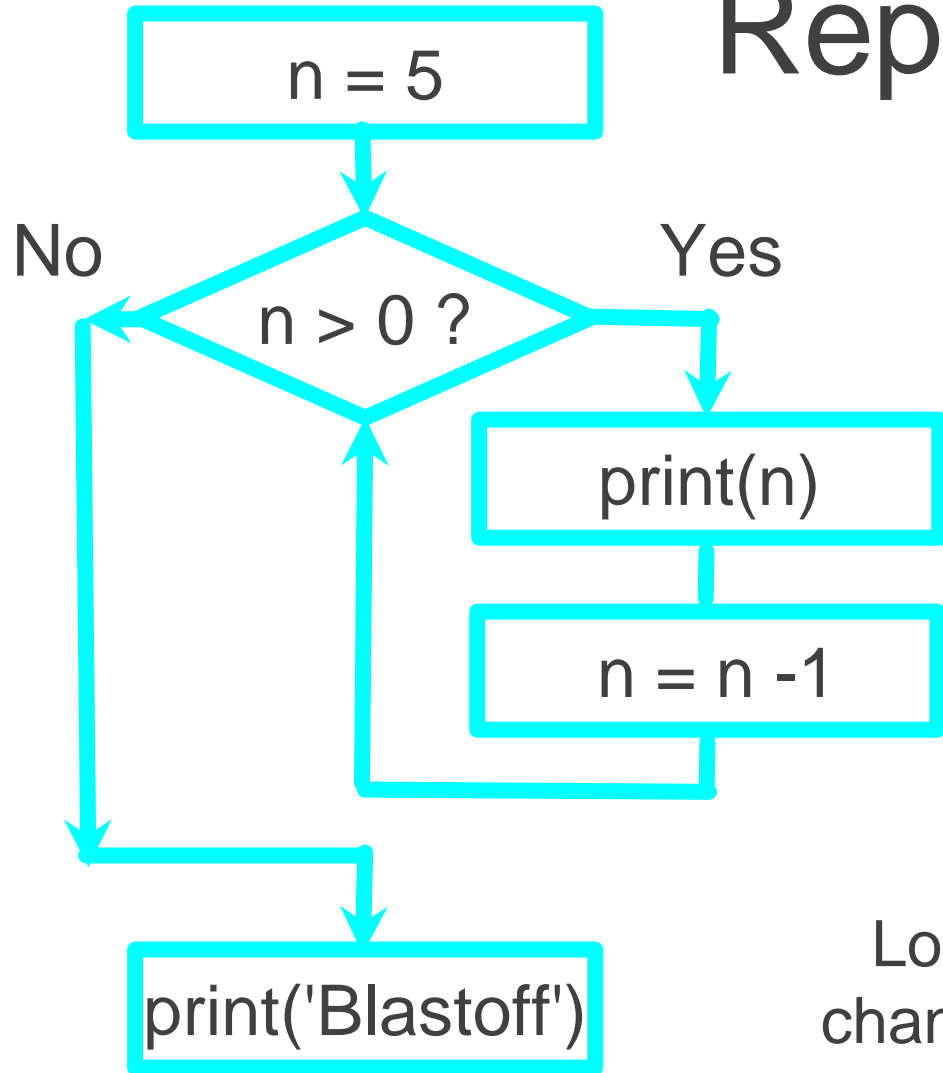 Rep
n = 5
No
Yes
n > 0 ?
print(n)
n = n -1
Lo
char
print('Blastoff')